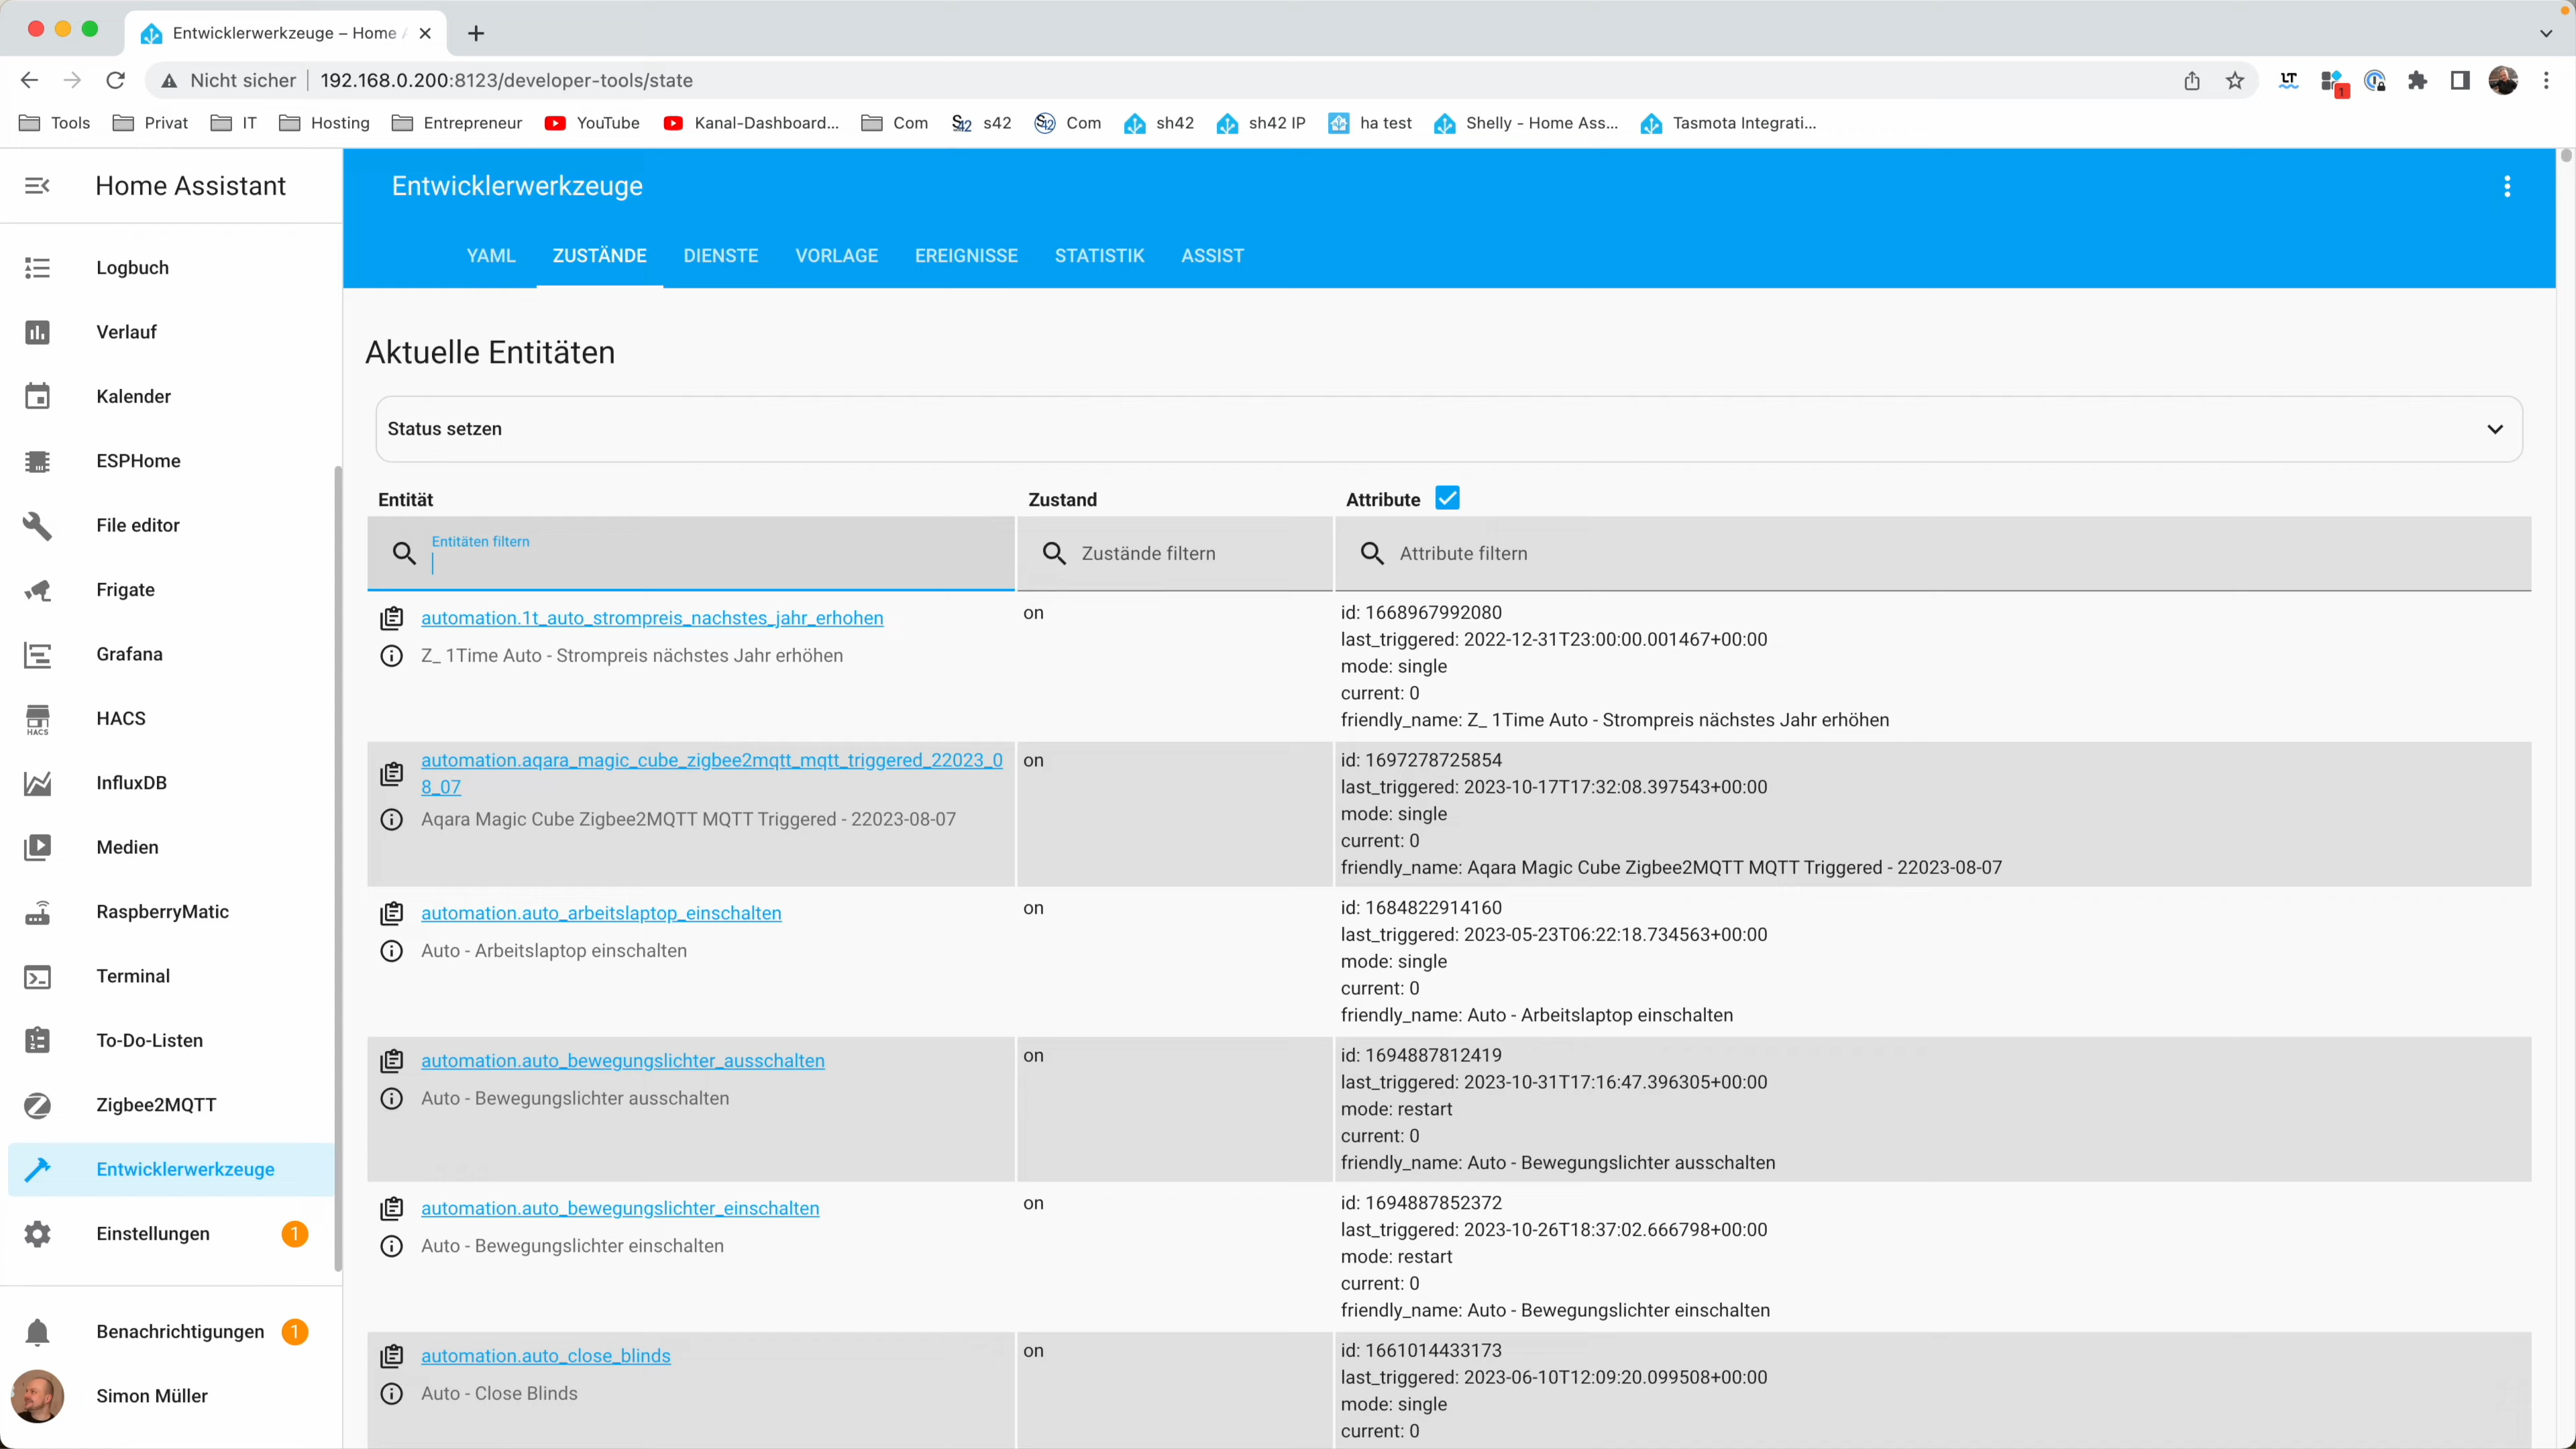 Entwicklerwerkzeuge – Home A
Nicht sicher
192.168.0.200:8123/developer-tools/state
LT
1
Tools
Privat
IT
Hosting
Entrepreneur
YouTube
Kanal-Dashboard...
Com
S42
s42
S42
Com
sh42
sh42 IP
ha test
Shelly - Home Ass...
Tasmota Integrati...
Home Assistant
Logbuch
Verlauf
Kalender
ESPHome
File editor
Frigate
Grafana
HACS
HACS
InfluxDB
Medien
RaspberryMatic
Terminal
To-Do-Listen
Zigbee2MQTT
Entwicklerwerkzeuge
Einstellungen
1
Benachrichtigungen
1
Simon Müller
Entwicklerwerkzeuge
YAML
ZUSTÄNDE
DIENSTE
VORLAGE
EREIGNISSE
STATISTIK
ASSIST
Aktuelle Entitäten
Status setzen
Entität
Zustand
Attribute
Entitäten filtern
Zustände filtern
Attribute filtern
automation.1t_auto_strompreis_nachstes_jahr_erhohen
Z_ 1Time Auto - Strompreis nächstes Jahr erhöhen
on
id: 1668967992080
last_triggered: 2022-12-31T23:00:00.001467+00:00
mode: single
current: 0
friendly_name: Z_ 1Time Auto - Strompreis nächstes Jahr erhöhen
automation.aqara_magic_cube_zigbee2mqtt_mqtt_triggered_22023_0
8_07
Aqara Magic Cube Zigbee2MQTT MQTT Triggered - 22023-08-07
on
id: 1697278725854
last_triggered: 2023-10-17T17:32:08.397543+00:00
mode: single
current: 0
friendly_name: Aqara Magic Cube Zigbee2MQTT MQTT Triggered - 22023-08-07
automation.auto_arbeitslaptop_einschalten
Auto - Arbeitslaptop einschalten
on
id: 1684822914160
last_triggered: 2023-05-23T06:22:18.734563+00:00
mode: single
current: 0
friendly_name: Auto - Arbeitslaptop einschalten
automation.auto_bewegungslichter_ausschalten
Auto - Bewegungslichter ausschalten
on
id: 1694887812419
last_triggered: 2023-10-31T17:16:47.396305+00:00
mode: restart
current: 0
friendly_name: Auto - Bewegungslichter ausschalten
automation.auto_bewegungslichter_einschalten
Auto - Bewegungslichter einschalten
on
id: 1694887852372
last_triggered: 2023-10-26T18:37:02.666798+00:00
mode: restart
current: 0
friendly_name: Auto - Bewegungslichter einschalten
automation.auto_close_blinds
Auto - Close Blinds
on
id: 1661014433173
last_triggered: 2023-06-10T12:09:20.099508+00:00
mode: single
current: 0